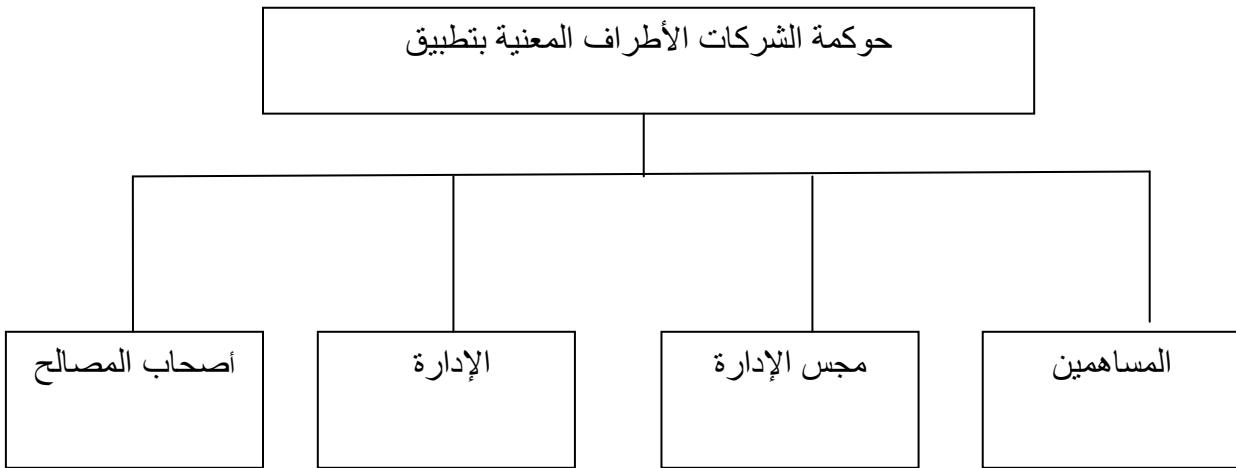 حوكمة الشركات الأطراف المعنية بتطبيق
المساهمين
مجس الإدارة
الإدارة
أصحاب المصالح